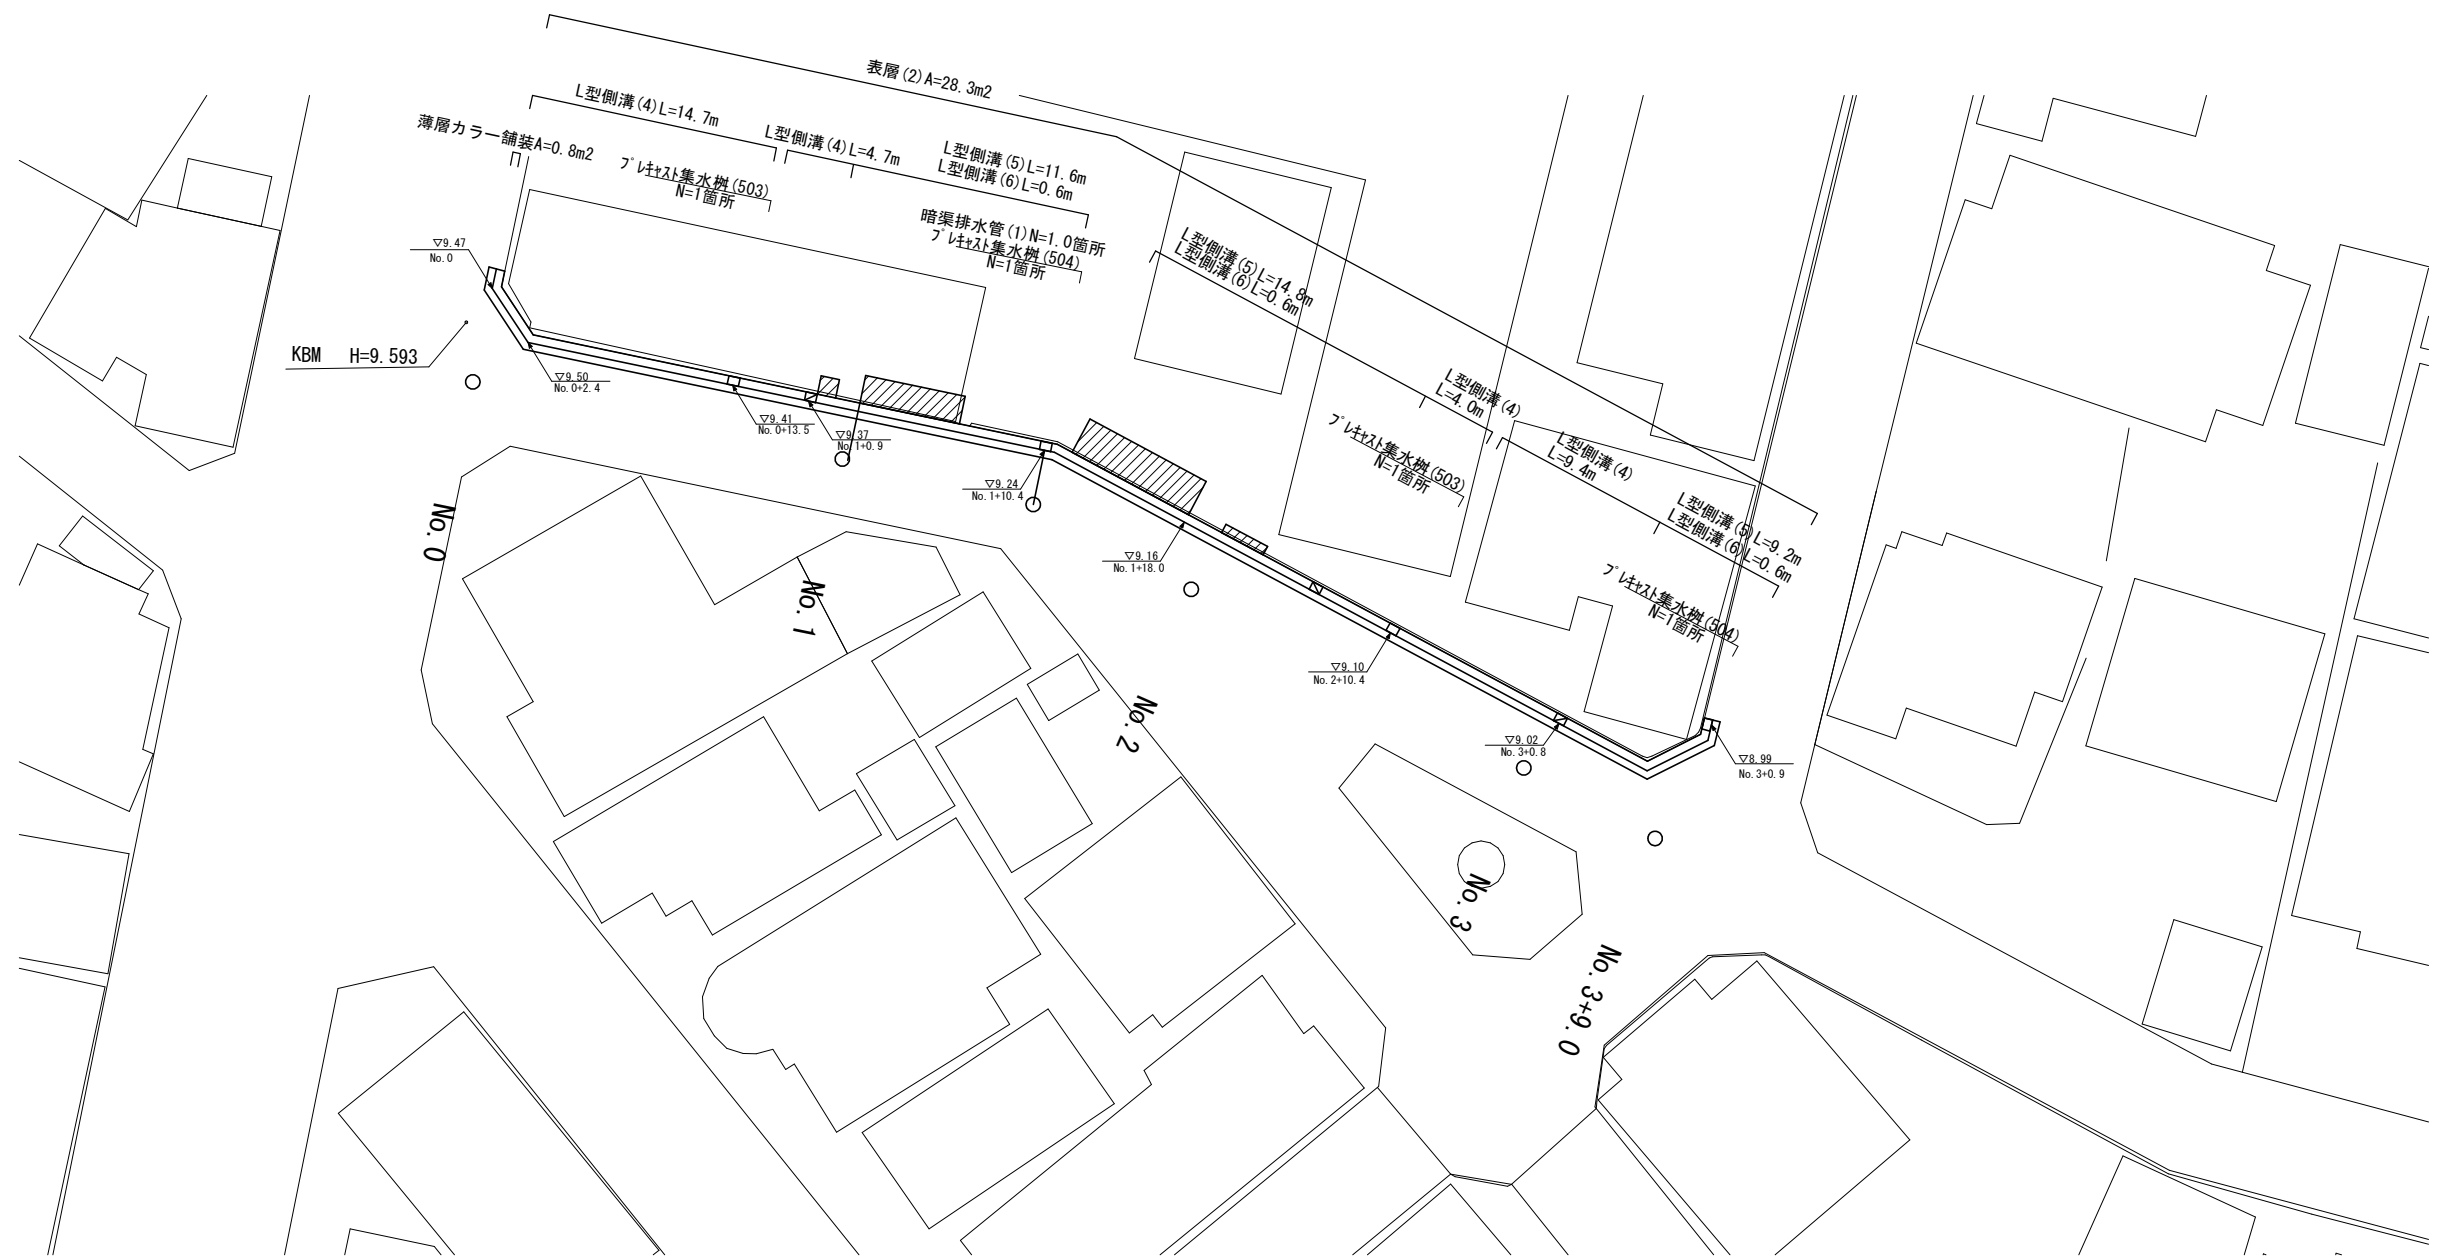 表層(2)A=28.3m2
L型側溝(4)L=14.7m
薄層カラー舗装A=0.8m2
L型側溝(4)L=4.7m
L型側溝(5)L=11.6m
L型側溝(6)L=0.6m
プレキャスト集水桝(503)
N=1箇所
暗渠排水管(1)N=1.0箇所
プレキャスト集水桝(504)
N=1箇所
L型側溝(5)L=14.8m
L型側溝(6)L=0.6m
▽9.47
No.0
KBM H=9.593
▽9.50
No.0+2.4
▽9.41
No.0+13.5
▽9.37
No.1+0.9
L型側溝(4)
L=4.0m
プレキャスト集水桝(503)
N=1箇所
L型側溝(4)
L=9.4m
▽9.24
No.1+10.4
L型側溝(5)L=9.2m
L型側溝(6)L=0.6m
▽9.16
No.1+18.0
プレキャスト集水桝(504)
N=1箇所
▽9.10
No.2+10.4
▽9.02
No.3+0.8
▽8.99
No.3+0.9
No.0
No.1
No.2
No.3
No.3+9.0